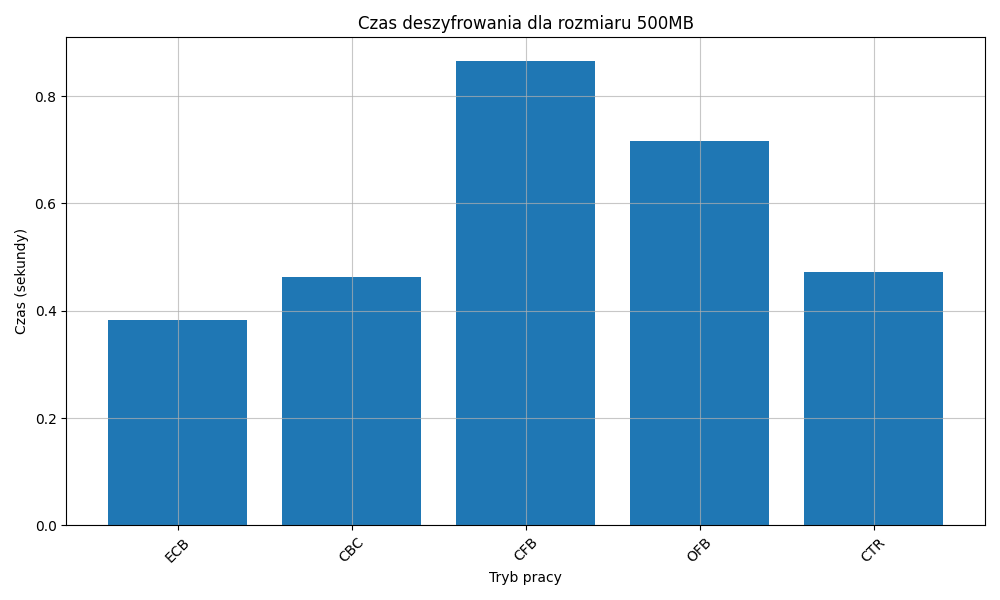 Czas deszyfrowania dla rozmiaru 500MB
Czas (sekundy)
0.8
0.6
0.4
0.2
0.0
ECB
CBC
CFB
OFB
CTR
Tryb pracy